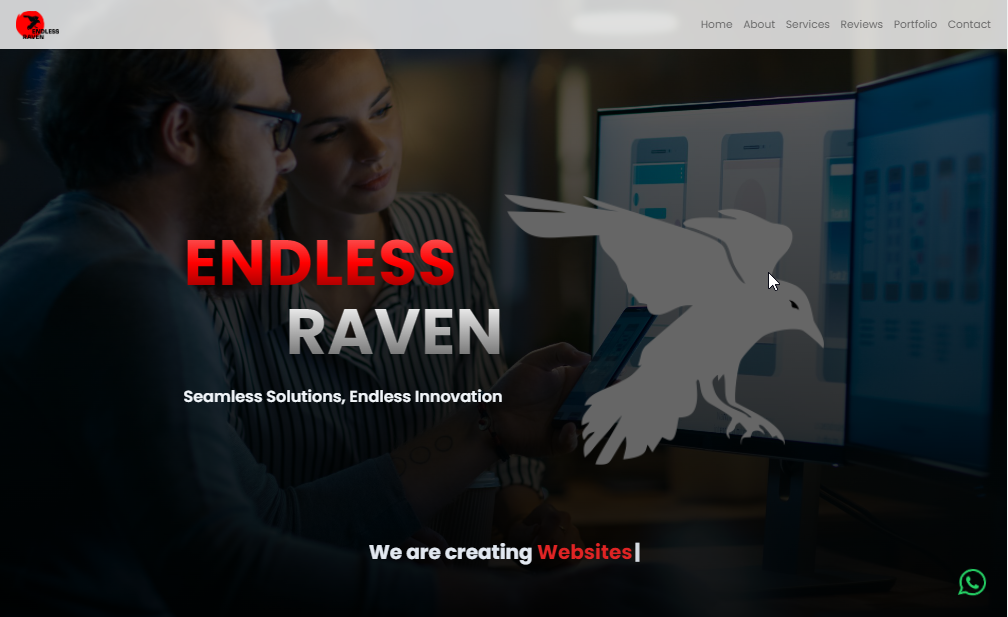 ENDLESS
RAVEN
Home About Services Reviews Portfolio Contact
ENDLESS
RAVEN
Seamless Solutions, Endless Innovation
We are creating Websites